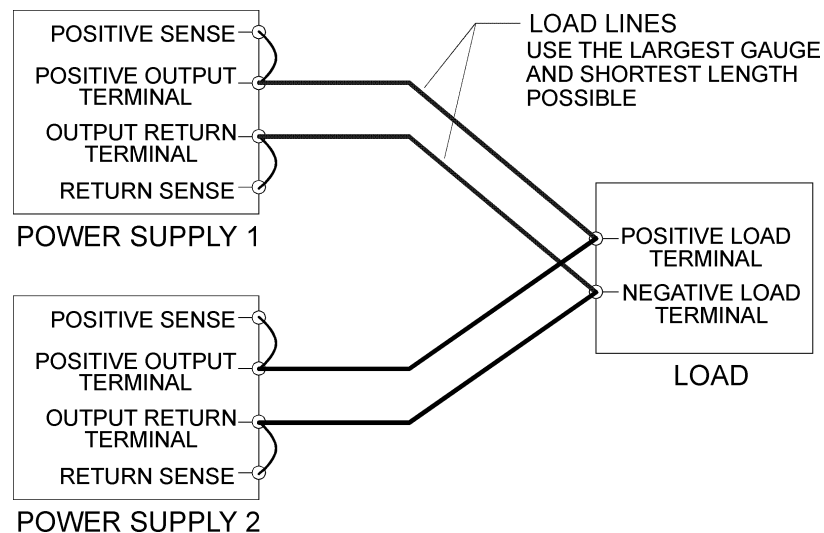 POSITIVE SENSE
POSITIVE OUTPUT
TERMINAL
OUTPUT RETURN
TERMINAL
RETURN SENSE
POWER SUPPLY 1
LOAD LINES
USE THE LARGEST GAUGE
AND SHORTEST LENGTH
POSSIBLE
POSITIVE LOAD
TERMINAL
NEGATIVE LOAD
TERMINAL
LOAD
POSITIVE SENSE
POSITIVE OUTPUT
TERMINAL
OUTPUT RETURN
TERMINAL
RETURN SENSE
POWER SUPPLY 2